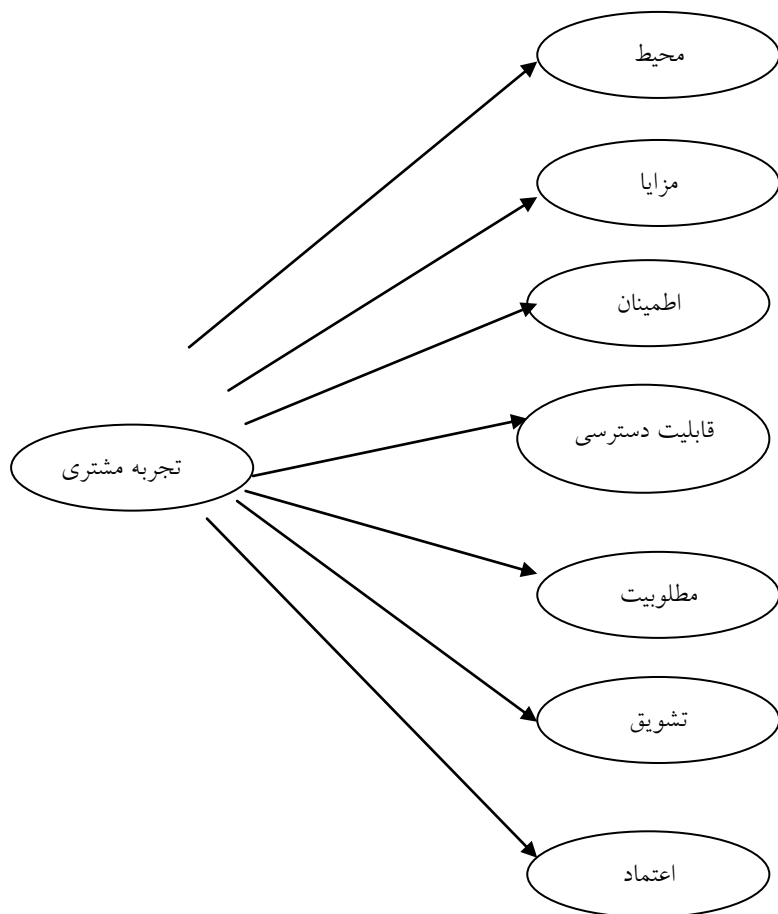 محیط
مزایا
اطمینان
قابلیت دسترسی
تجربه مشتری
مطلوبیت
تشویق
اعتماد